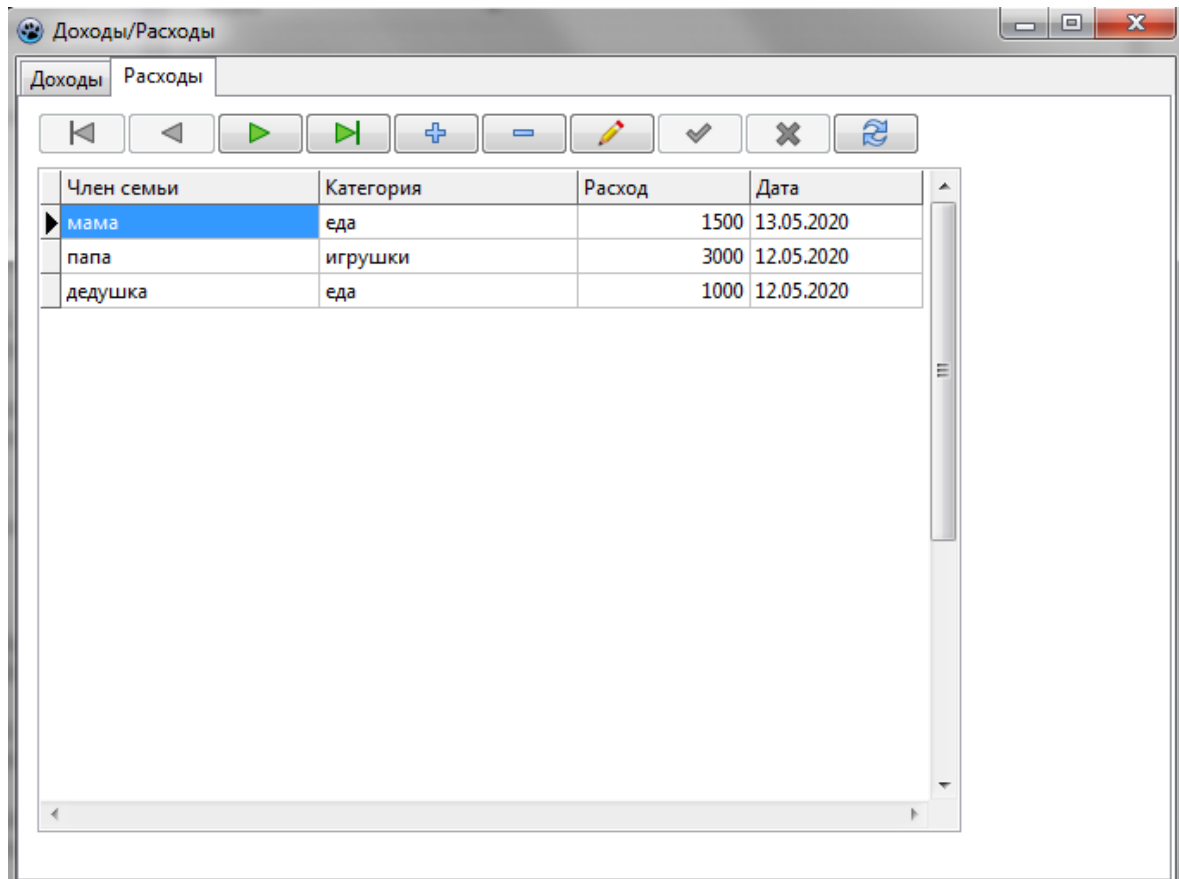 Доходы/Расходы
Доходы Расходы
Член семьи Категория Расход Дата
мама еда 1500 13.05.2020
папа игрушки 3000 12.05.2020
дедушка еда 1000 12.05.2020